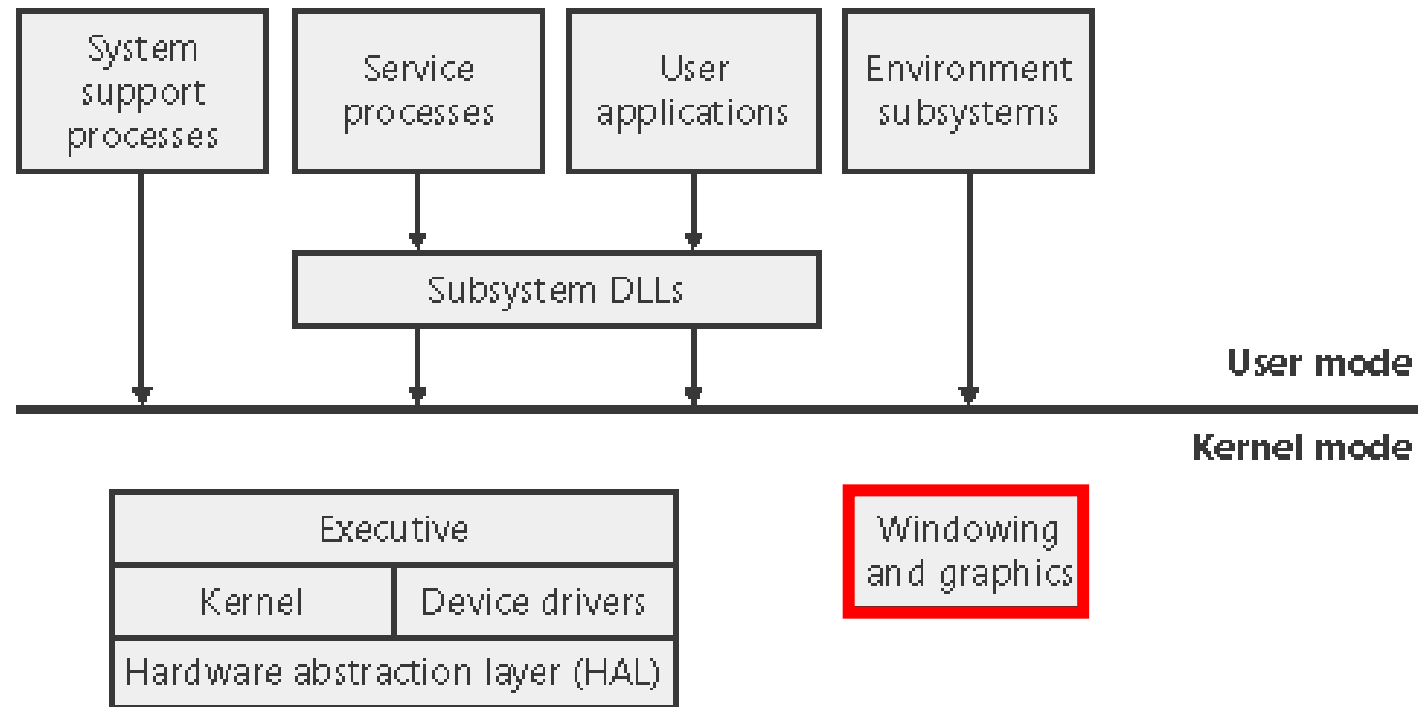 System
support
processes
Service
processes
User
applications
Environment
subsystems
Subsystem DLLs
User mode
Kernel mode
Executive
Kernel
Device drivers
Hardware abstraction layer (HAL)
Windowing
and graphics